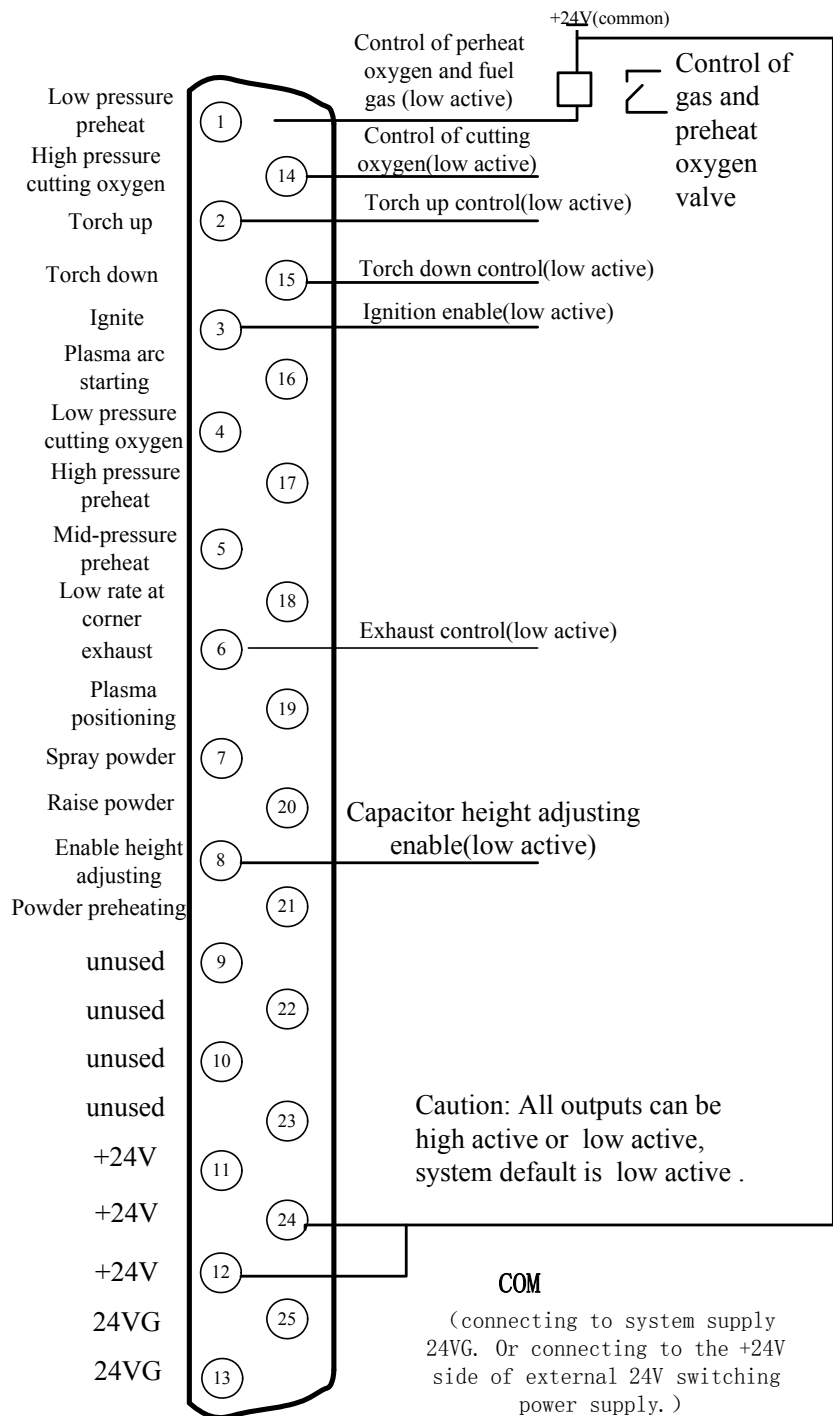 +24V(common)
Control of perheat
oxygen and fuel
gas (low active)
Control of
gas and
preheat
oxygen
valve
Low pressure
preheat
1
High pressure
cutting oxygen
14
Control of cutting
oxygen(low active)
Torch up
2
Torch up control(low active)
Torch down
15
Torch down control(low active)
Ignite
3
Ignition enable(low active)
Plasma arc
starting
16
Low pressure
cutting oxygen
4
High pressure
preheat
17
Mid-pressure
preheat
5
Low rate at
corner
18
exhaust
6
Exhaust control(low active)
Plasma
positioning
19
Spray powder
7
Raise powder
20
Enable height
adjusting
8
Capacitor height adjusting
enable(low active)
Powder preheating
21
unused
9
unused
22
unused
10
unused
23
Caution: All outputs can be
high active or low active,
system default is low active .
+24V
11
+24V
24
+24V
12
24VG
25
24VG
13
COM
(connecting to system supply
24VG. Or connecting to the +24V
side of external 24V switching
power supply.)